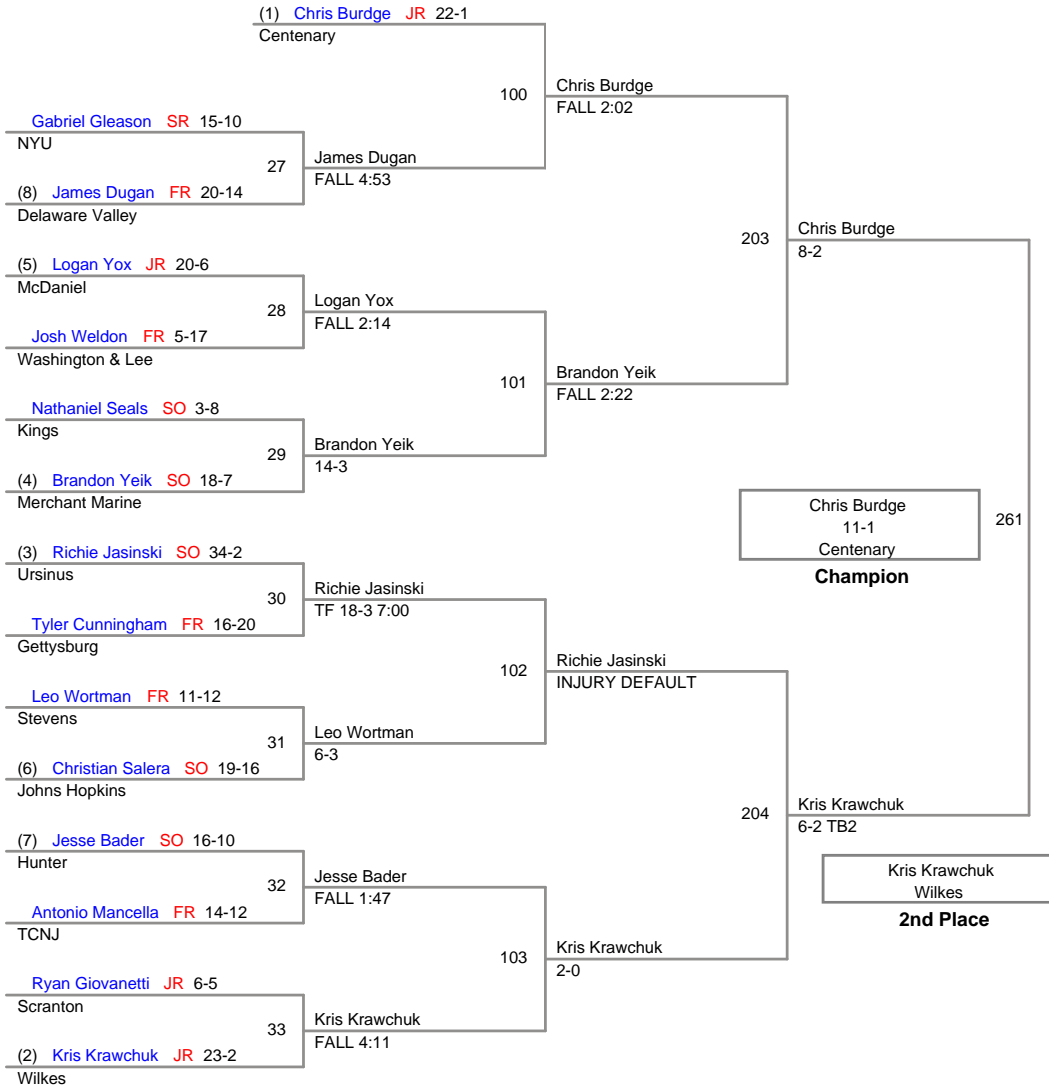 (1) Chris Burdge JR 22-1
Centenary
100
Chris Burdge
FALL 2:02
Gabriel Gleason SR 15-10
NYU
27
James Dugan
FALL 4:53
(8) James Dugan FR 20-14
Delaware Valley
203
Chris Burdge
8-2
(5) Logan Yox JR 20-6
McDaniel
28
Logan Yox
FALL 2:14
Josh Weldon FR 5-17
Washington & Lee
101
Brandon Yeik
FALL 2:22
Nathaniel Seals SO 3-8
Kings
29
Brandon Yeik
14-3
(4) Brandon Yeik SO 18-7
Merchant Marine
Chris Burdge
11-1
Centenary
261
Champion
(3) Richie Jasinski SO 34-2
Ursinus
30
Richie Jasinski
TF 18-3 7:00
Tyler Cunningham FR 16-20
Gettysburg
102
Richie Jasinski
INJURY DEFAULT
Leo Wortman FR 11-12
Stevens
31
Leo Wortman
6-3
(6) Christian Salera SO 19-16
Johns Hopkins
204
Kris Krawchuk
6-2 TB2
(7) Jesse Bader SO 16-10
Hunter
32
Jesse Bader
FALL 1:47
Antonio Mancella FR 14-12
TCNJ
Kris Krawchuk
Wilkes
2nd Place
103
Kris Krawchuk
2-0
Ryan Giovanetti JR 6-5
Scranton
33
Kris Krawchuk
FALL 4:11
(2) Kris Krawchuk JR 23-2
Wilkes